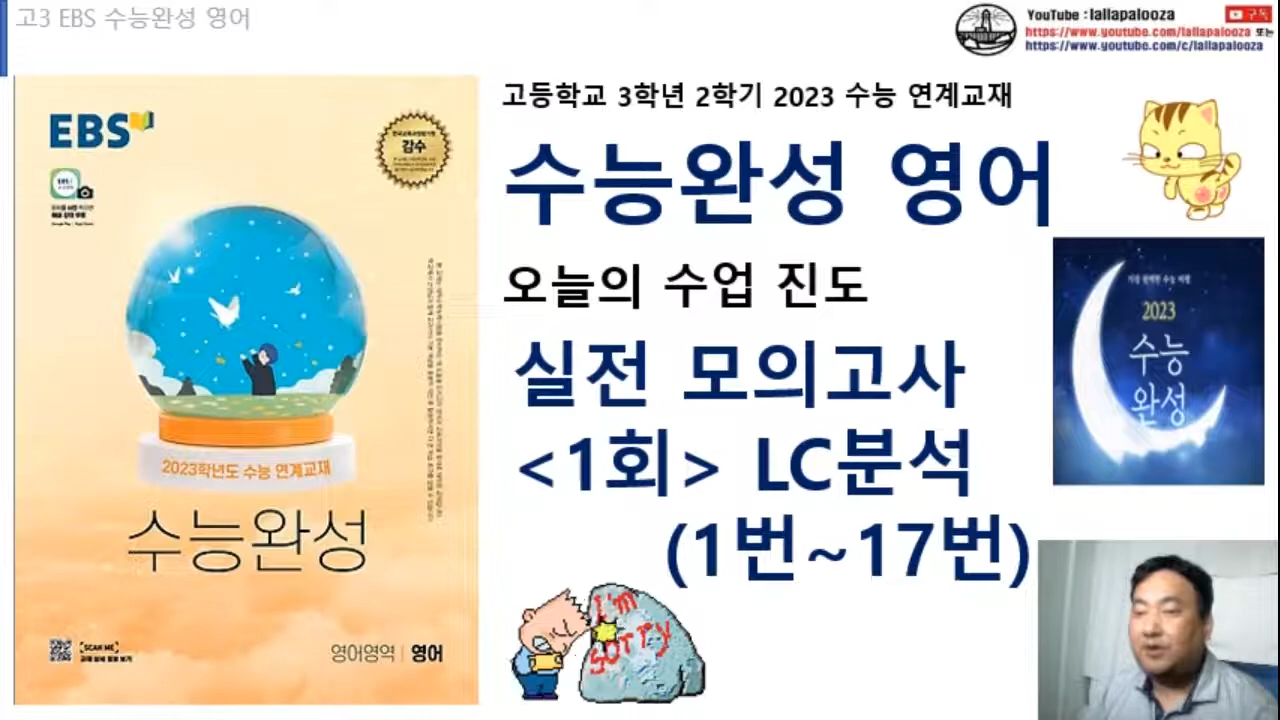 고3 EBS 수능완성 영어
YouTube : lallapalooza
구독
https://www.youtube.com/lallapalooza 또는
https://www.youtube.com/c/lallapalooza
EBS
감수
2023학년도 수능 연계교재
수능완성
SCAN ME
영어영역 | 영어
고등학교 3학년 2학기 2023 수능 연계교재
수능완성 영어
오늘의 수업 진도
실전 모의고사
<1회> LC분석
(1번~17번)
I'm
sorry
2023
수능
완성